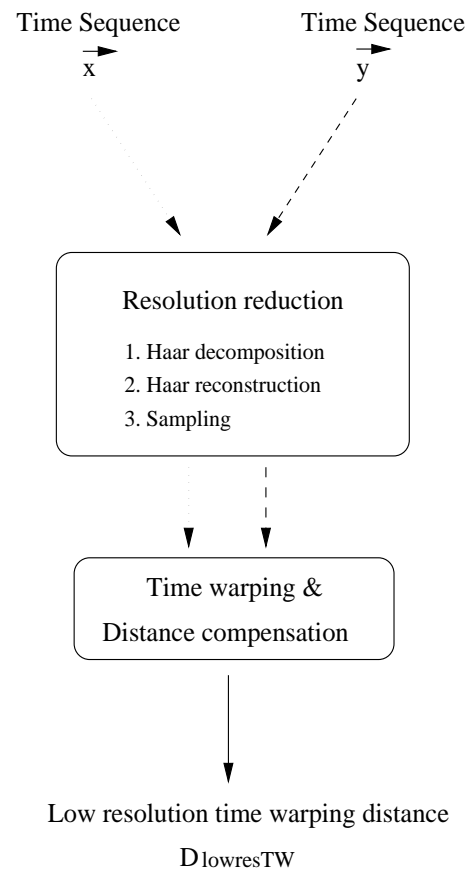 Time Sequence
x
Time Sequence
y
Resolution reduction
1. Haar decomposition
2. Haar reconstruction
3. Sampling
Time warping &
Distance compensation
Low resolution time warping distance
D lowresTW